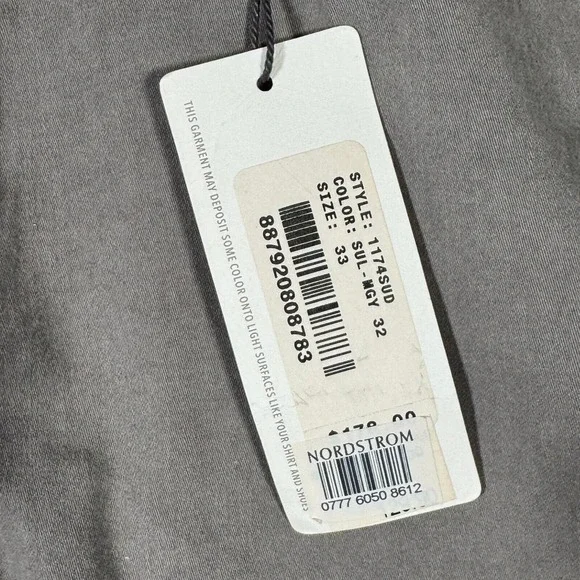 THIS GARMENT MAY DEPOSIT SOME COLOR ONTO LIGHT SURFACES LIKE YOUR SHIRT AND SHOES
STYLE: 1174SUD
COLOR: SUL-MGY 32
SIZE: 33
887920808783
NORDSTROM
0777 6050 8612